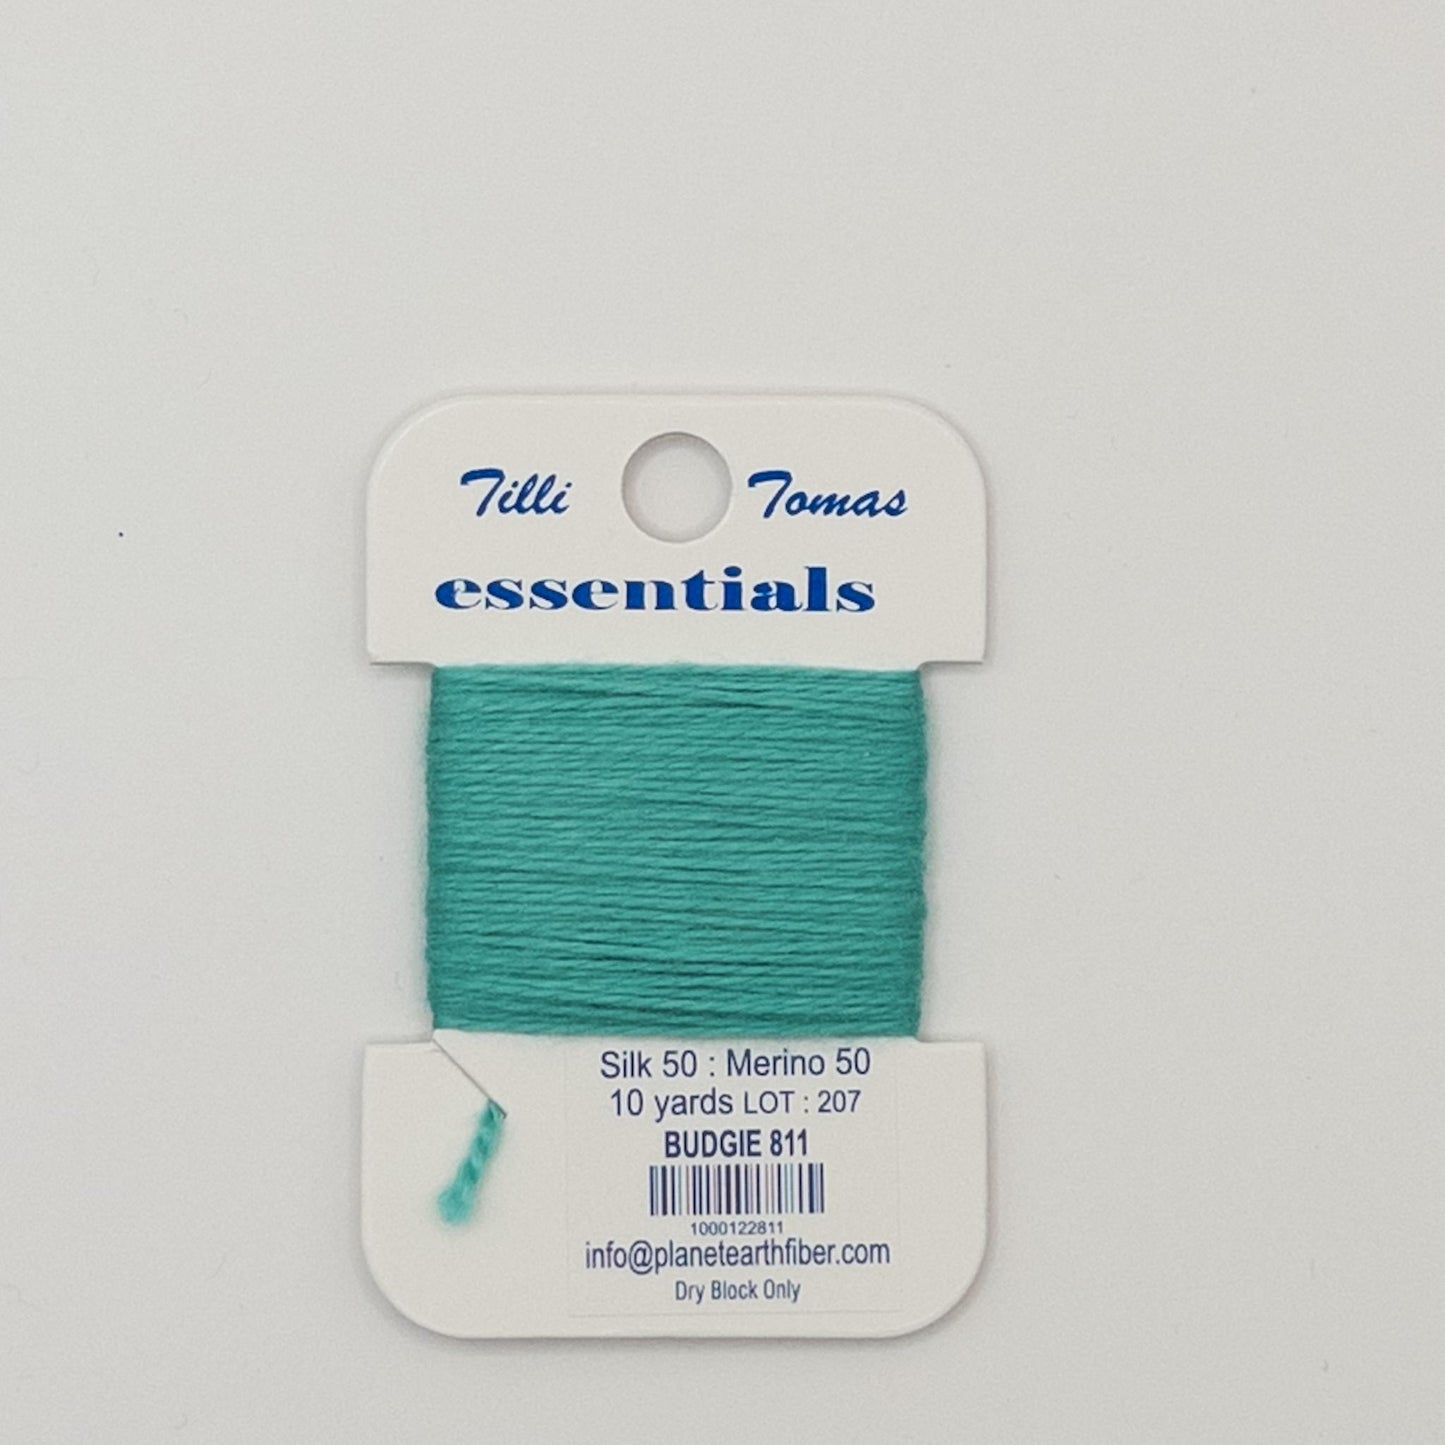 Tilli Tomas
essentials
Silk 50 : Merino 50
10 yards LOT : 207
BUDGIE 811
1000122811
info@planetearthfiber.com
Dry Block Only